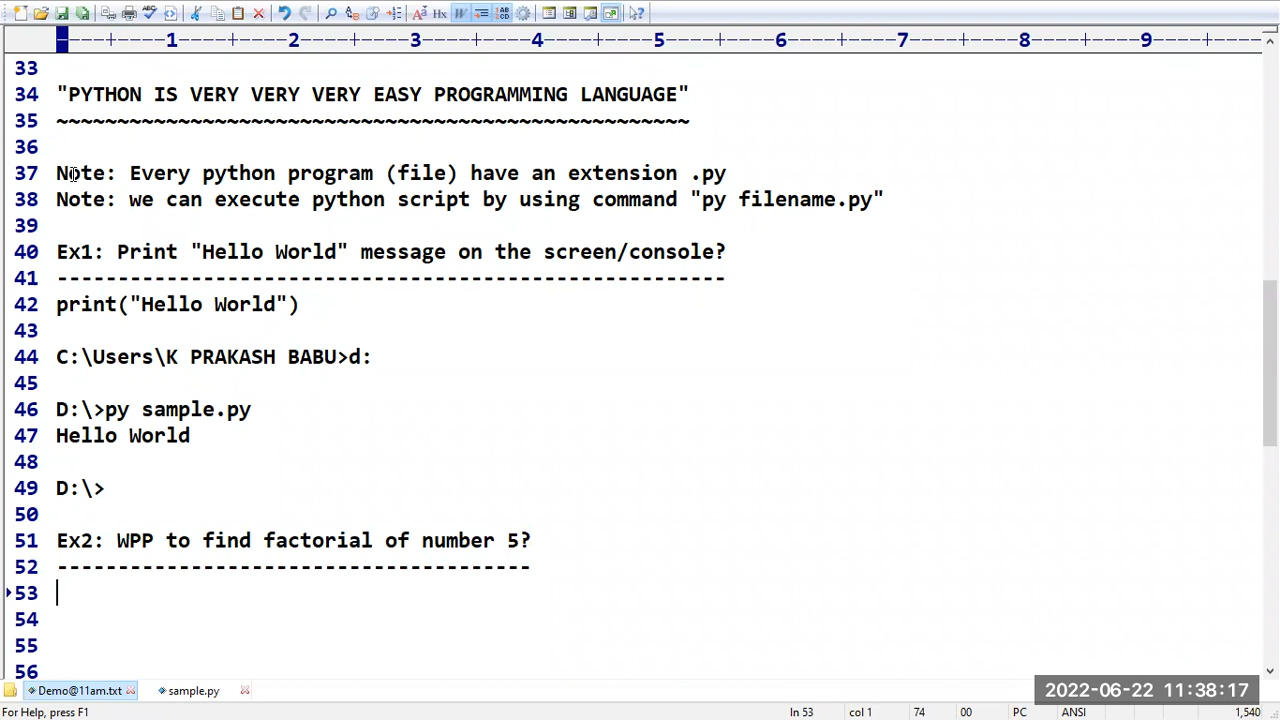 ----+----1----+----2----+----3----+----4----+----5----+----6----+----7----+----8----+----9----+--
33
34 "PYTHON IS VERY VERY VERY EASY PROGRAMMING LANGUAGE"
35 ~~~~~~~~~~~~~~~~~~~~~~~~~~~~~~~~~~~~~~~~~~~~~~~~~~~~
36
37 Note: Every python program (file) have an extension .py
38 Note: we can execute python script by using command "py filename.py"
39
40 Ex1: Print "Hello World" message on the screen/console?
41 -------------------------------------------------------
42 print("Hello World")
43
44 C:\Users\K PRAKASH BABU>d:
45
46 D:\>py sample.py
47 Hello World
48
49 D:\>
50
51 Ex2: WPP to find factorial of number 5?
52 ---------------------------------------
53
54
55
56
Demo@11am.txt sample.py
2022-06-22 11:38:17
For Help, press F1 ln 53 col 1 74 00 PC ANSI 1,540